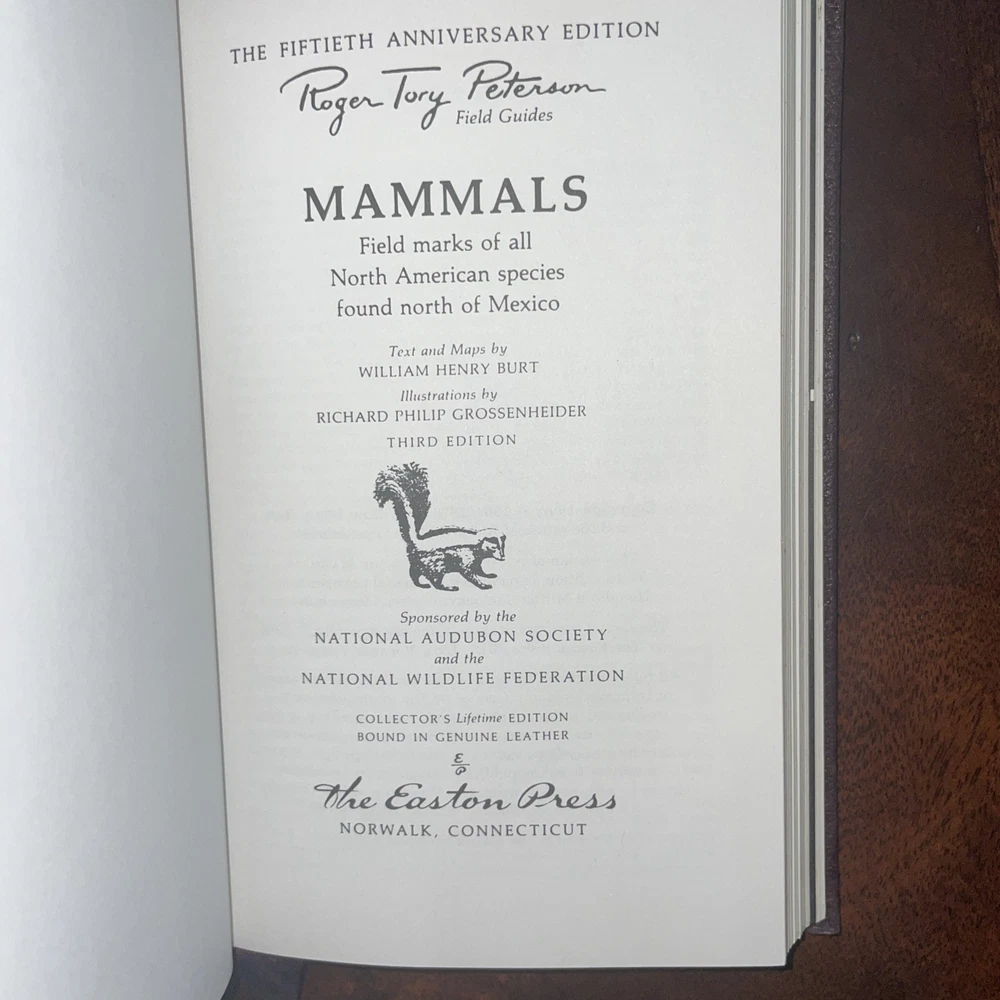 THE FIFTIETH ANNIVERSARY EDITION
Roger Tory Peterson
Field Guides
MAMMALS
Field marks of all
North American species
found north of Mexico
Text and Maps by
WILLIAM HENRY BURT
Illustrations by
RICHARD PHILIP GROSSENHEIDER
THIRD EDITION
Sponsored by the
NATIONAL AUDUBON SOCIETY
and the
NATIONAL WILDLIFE FEDERATION
COLLECTOR'S Lifetime EDITION
BOUND IN GENUINE LEATHER
E
P
The Easton Press
NORWALK, CONNECTICUT